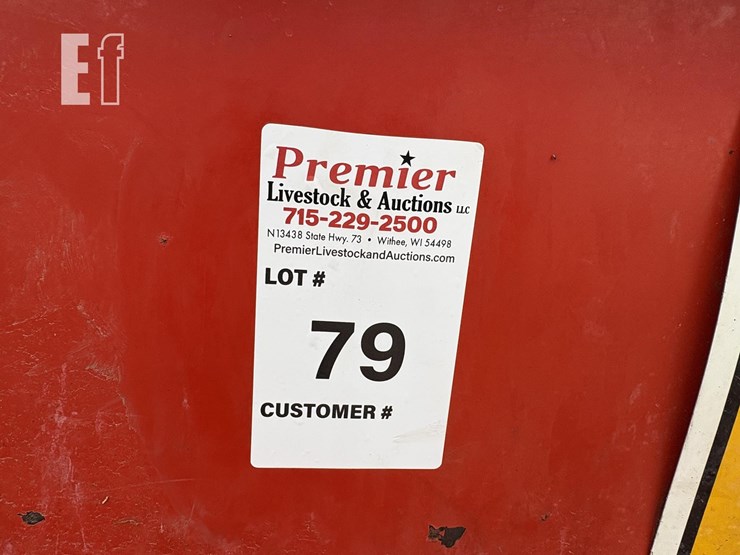 Ef
Premier
Livestock & Auctions LLC
715-229-2500
N13438 State Hwy. 73 • Withee, WI 54498
PremierLivestockandAuctions.com
LOT #
79
CUSTOMER #